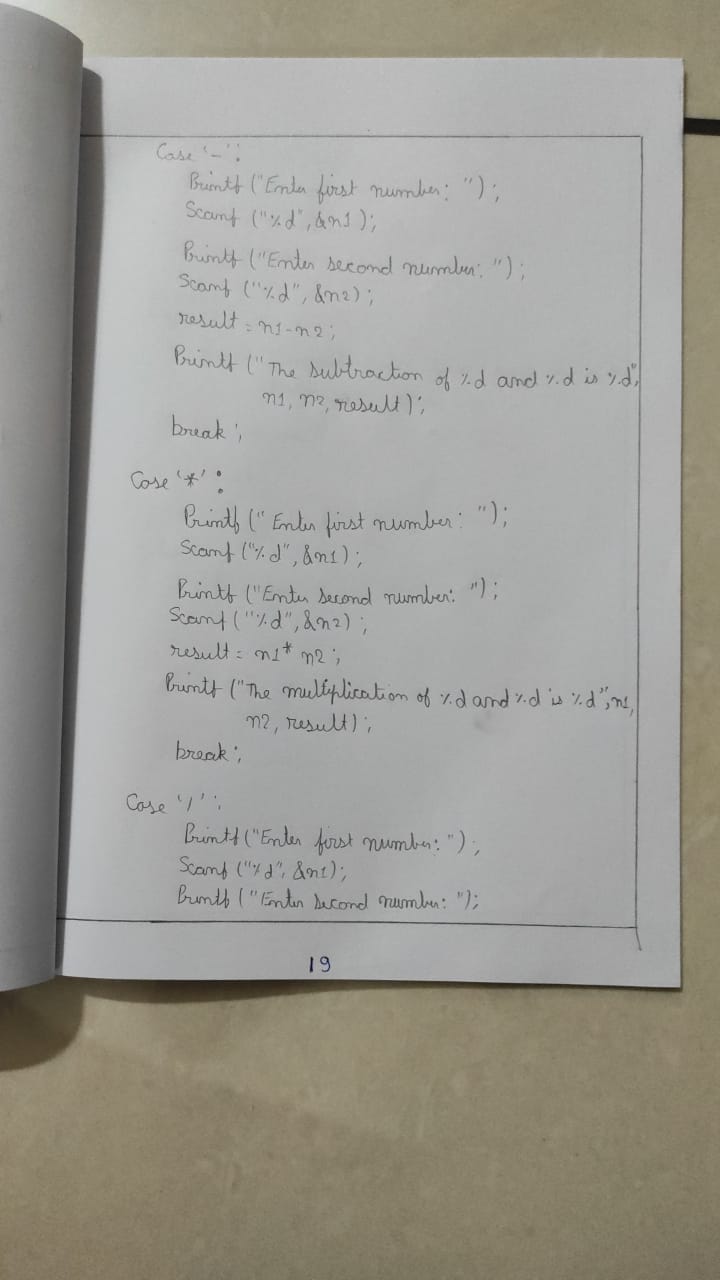 Case '-':
Printf ("Enter first number: ");
Scanf ("%d", &n1);
Printf ("Enter second number: ");
Scanf ("%d", &n2);
result = n1-n2;
Printf ("The subtraction of %d and %d is %d",
n1, n2, result);
break;
Case '*':
Printf ("Enter first number: ");
Scanf ("%d", &n1);
Printf ("Enter second number: ");
Scanf ("%d", &n2);
result = n1* n2;
Printf ("The multiplication of %d and %d is %d", n1,
n2, result);
break;
Case '/':
Printf ("Enter first number: ");
Scanf ("%d", &n1);
Printf ("Enter second number: ");
19